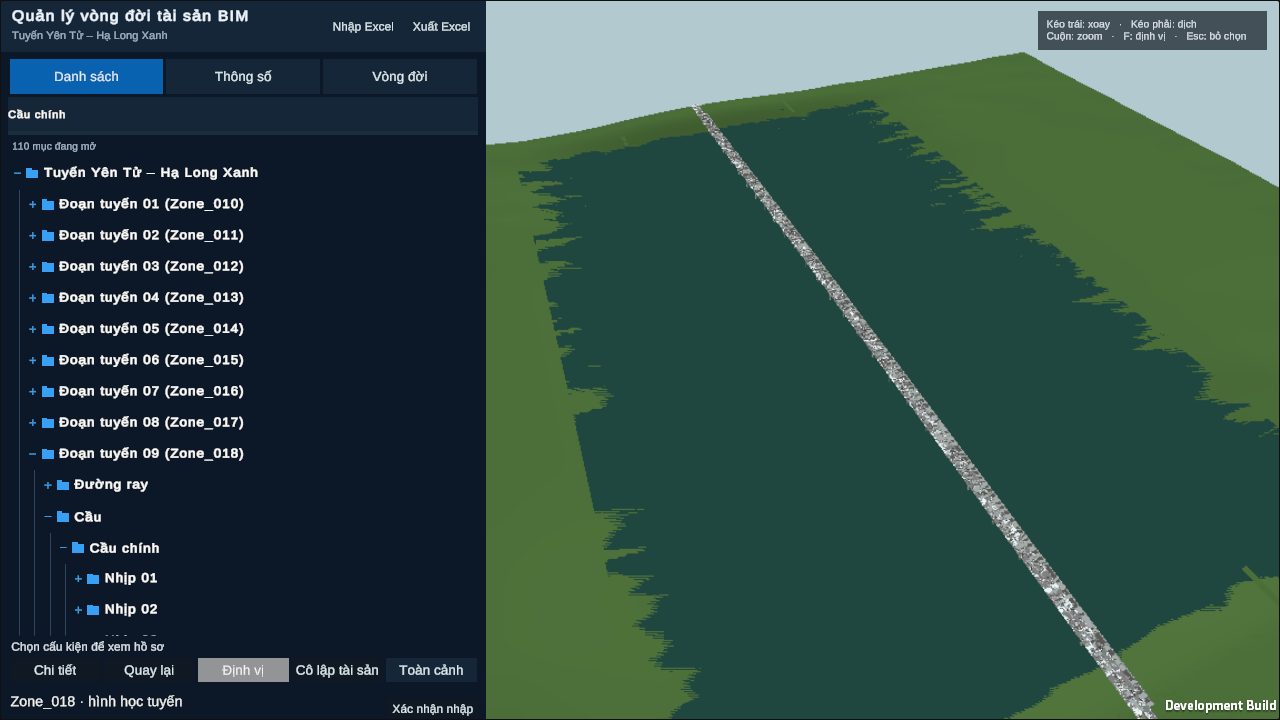 Quản lý vòng đời tài sản BIM
Tuyến Yên Tử – Hạ Long Xanh
Nhập Excel
Xuất Excel
Danh sách
Thông số
Vòng đời
Cầu chính
110 mục đang mở
Tuyến Yên Tử – Hạ Long Xanh
Đoạn tuyến 01 (Zone_010)
Đoạn tuyến 02 (Zone_011)
Đoạn tuyến 03 (Zone_012)
Đoạn tuyến 04 (Zone_013)
Đoạn tuyến 05 (Zone_014)
Đoạn tuyến 06 (Zone_015)
Đoạn tuyến 07 (Zone_016)
Đoạn tuyến 08 (Zone_017)
Đoạn tuyến 09 (Zone_018)
Đường ray
Cầu
Cầu chính
Nhịp 01
Nhịp 02
Chọn cấu kiện để xem hồ sơ
Chi tiết
Quay lại
Định vị
Cô lập tài sản
Toàn cảnh
Zone_018 · hình học tuyến
Xác nhận nhập
Kéo trái: xoay · Kéo phải: dịch
Cuộn: zoom · F: định vị · Esc: bỏ chọn
Development Build